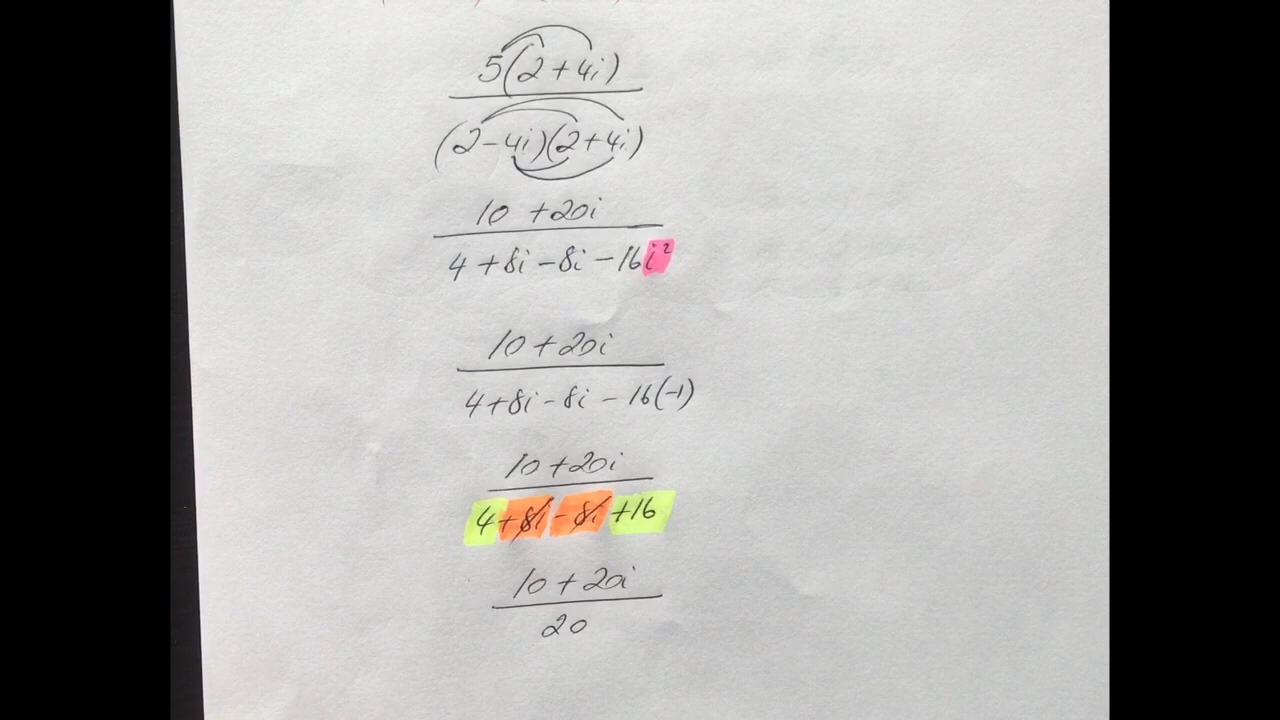 5(2+4i)
(2-4i)(2+4i)
10 +20i
4 +8i -8i -16i²
10 +20i
4+8i-8i-16(-1)
10 +20i
4+8i-8i+16
10 +20i
20